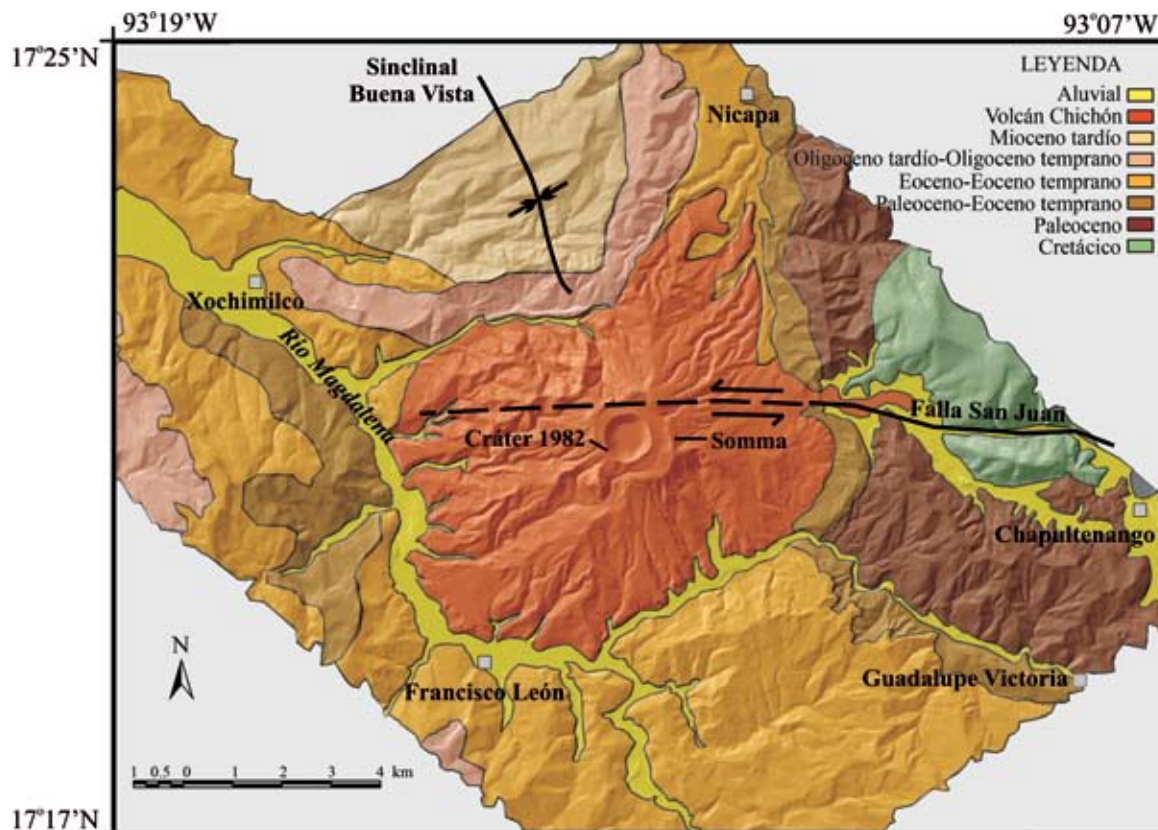 93°19'W
93°07'W
17°25'N
Sinclinal
Buena Vista
Nicapa
LEYENDA
Aluvial
Volcán Chichón
Mioceno tardío
Oligoceno tardío-Oligoceno temprano
Eoceno-Eoceno temprano
Paleoceno-Eoceno temprano
Paleoceno
Cretácico
Xochimilco
Río Magdalena
Falla San Juan
Cráter 1982
Somma
Chapultenango
N
Guadalupe Victoria
Francisco León
1 0.5 0 1 2 3 4 km
17°17'N